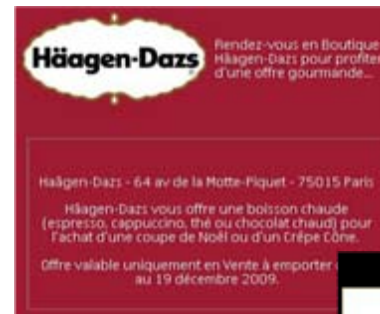 Häagen-Dazs
Rendez-vous en Boutique
Häagen-Dazs pour profiter
d'une offre gourmande...
Haägen-Dazs - 64 av de la Motte-Piquet - 75015 Paris
Häagen-Dazs vous offre une boisson chaude
(espresso, cappuccino, thé ou chocolat chaud) pour
l'achat d'une coupe de Noël ou d'un Crêpe Cône.
Offre valable uniquement en Vente à emporter
au 19 décembre 2009.